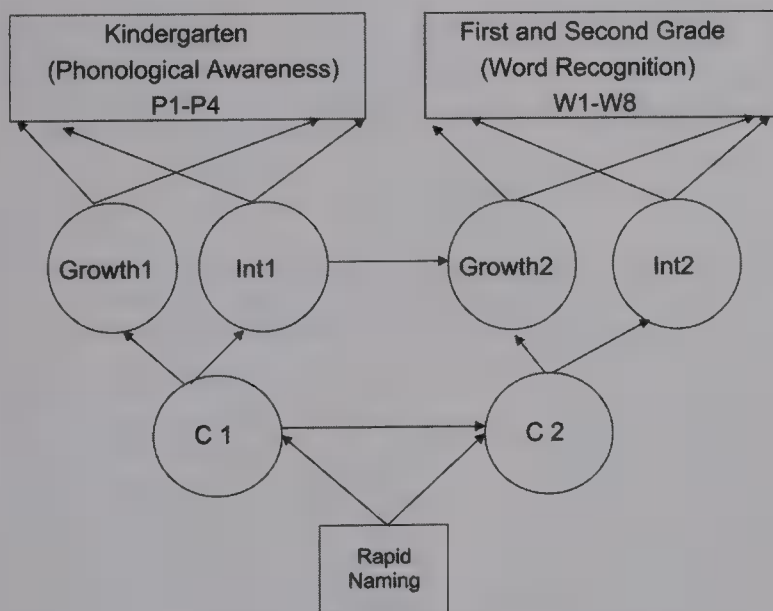 Kindergarten
(Phonological Awareness)
P1-P4
First and Second Grade
(Word Recognition)
W1-W8
Growth1
Int1
Growth2
Int2
C 1
C 2
Rapid
Naming